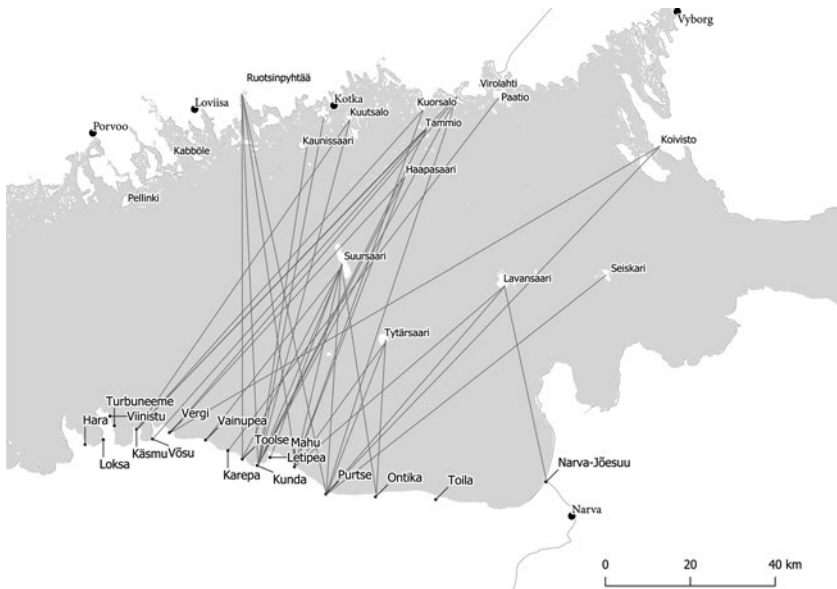 Vyborg
Ruotsinpyhtää
Virolahti
Loviisa
Kotka
Kuorsalo
Paatio
Kuutsalo
Porvoo
Tammio
Kabböle
Kaunissaari
Koivisto
Haapasaari
Pellinki
Suursaari
Lavansaari
Seiskari
Tytärsaari
Turbuneeme
Hara
Viinistu
Vergi
Vainupea
Toolse
Mahu
Loksa
Käsmu
Võsu
Letipea
Karepa
Kunda
Purtse
Ontika
Toila
Narva-Jõesuu
Narva
0 20 40 km